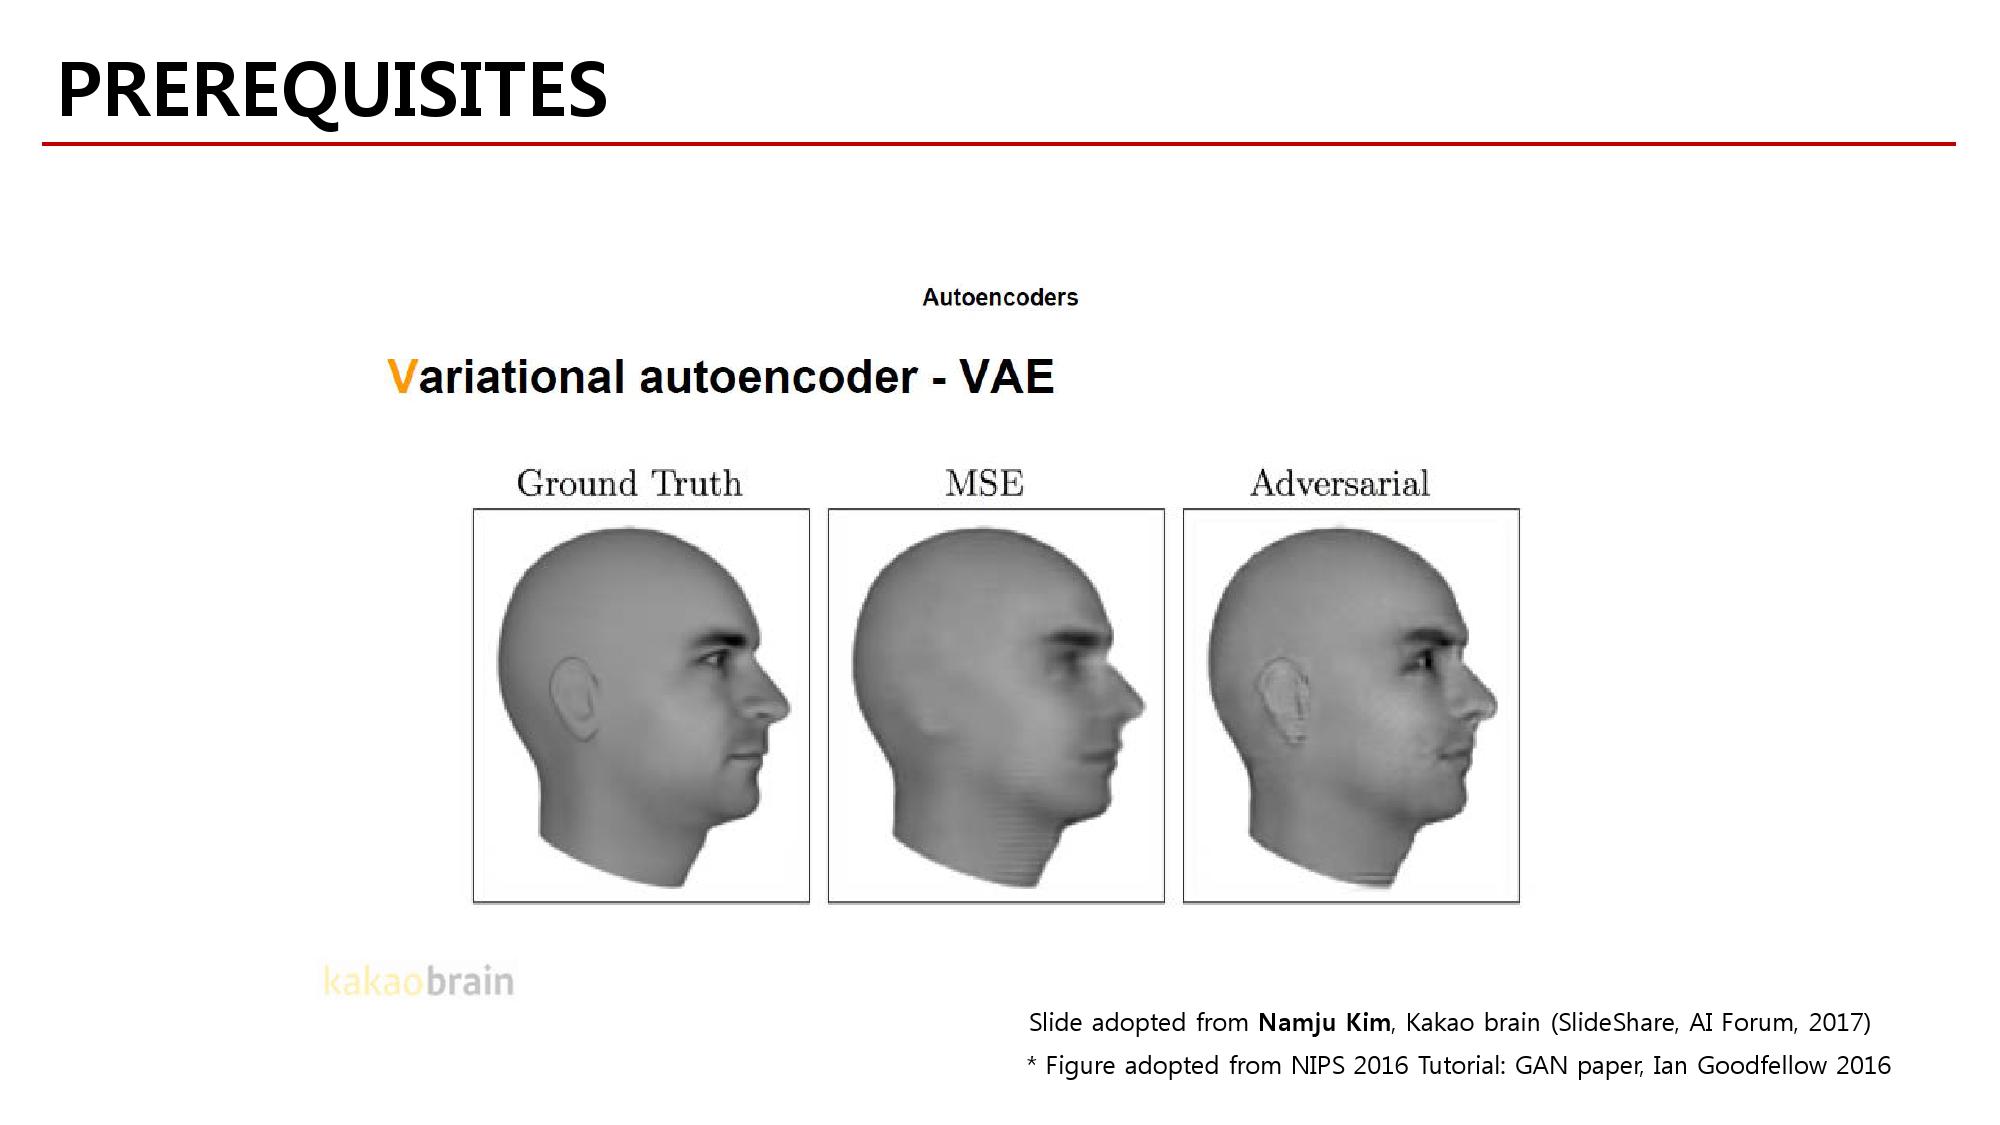 PREREQUISITES
Autoencoders
Variational autoencoder - VAE
Ground Truth
MSE
Adversarial
kakaobrain
Slide adopted from Namju Kim, Kakao brain (SlideShare, AI Forum, 2017)
* Figure adopted from NIPS 2016 Tutorial: GAN paper, Ian Goodfellow 2016